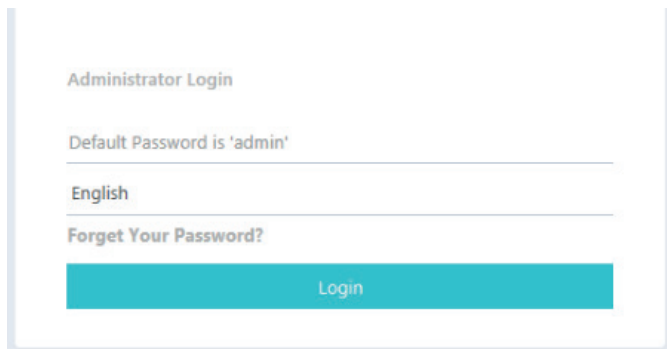 Administrator Login
Default Password is 'admin'
English
Forget Your Password?
Login